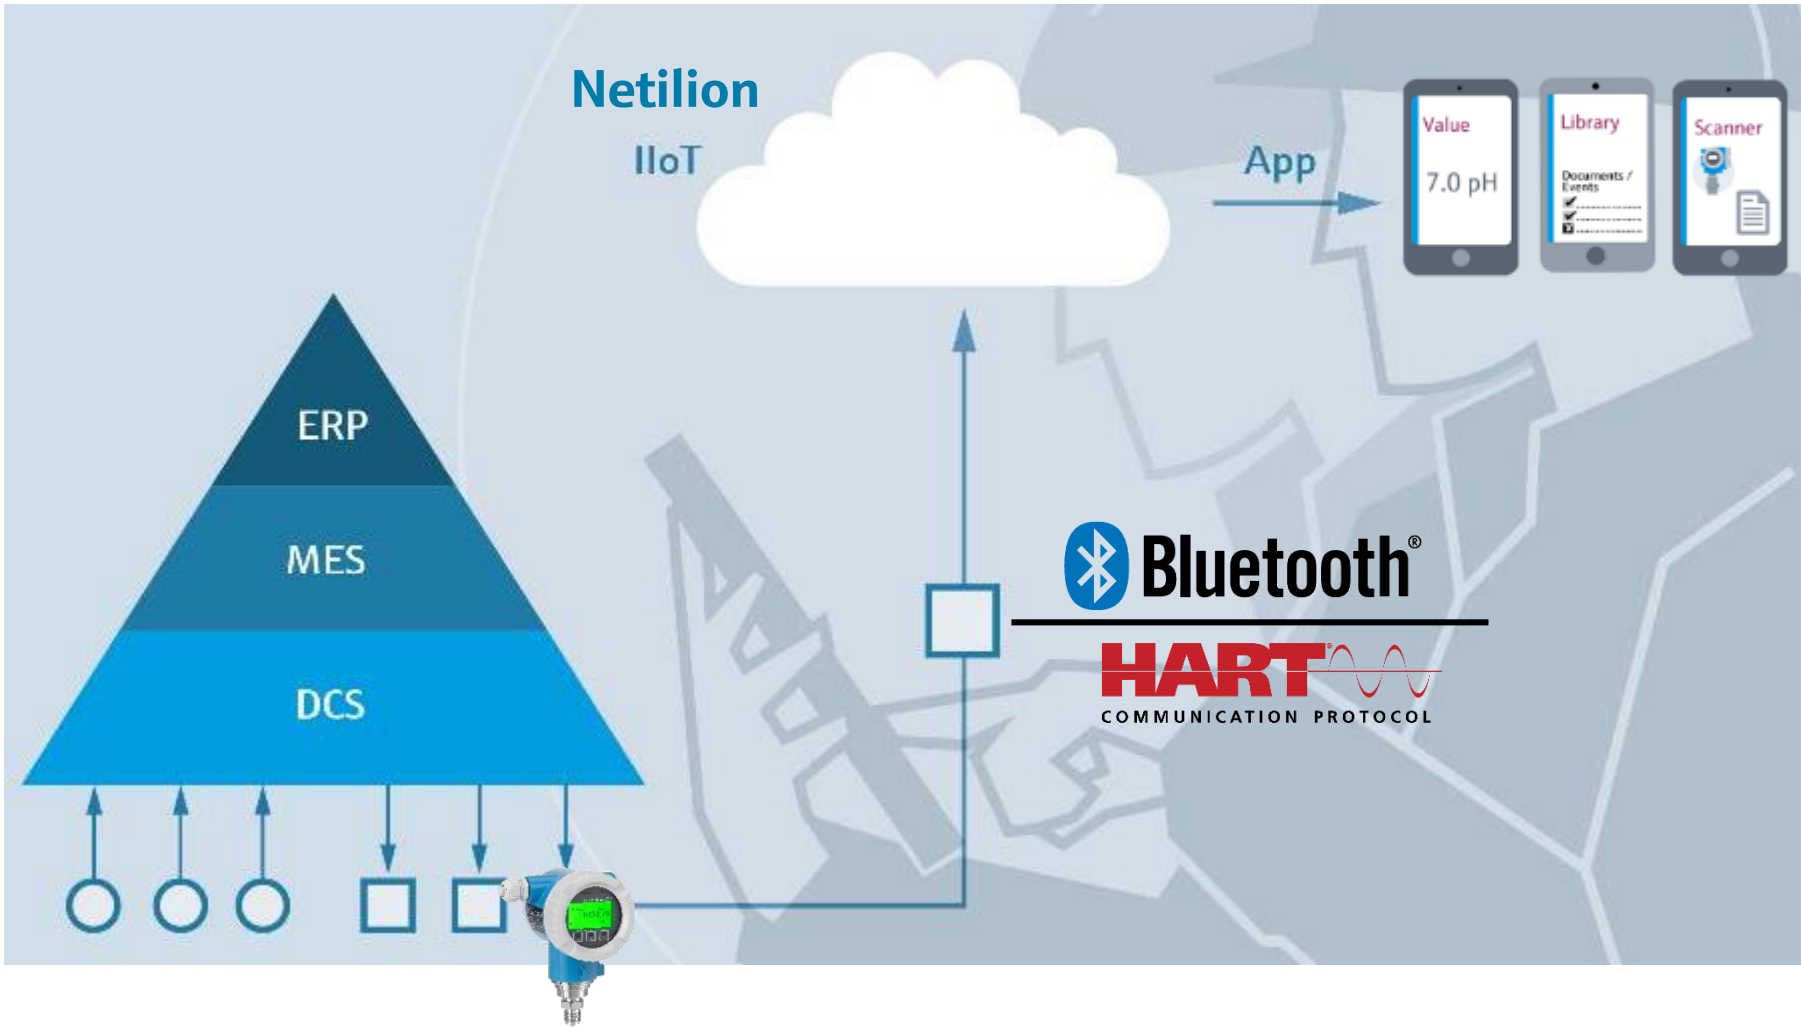 Netilion
IIoT
App
Value
7.0 pH
Library
Documents /
Events
Scanner
ERP
MES
DCS
Bluetooth®
HART®
COMMUNICATION PROTOCOL